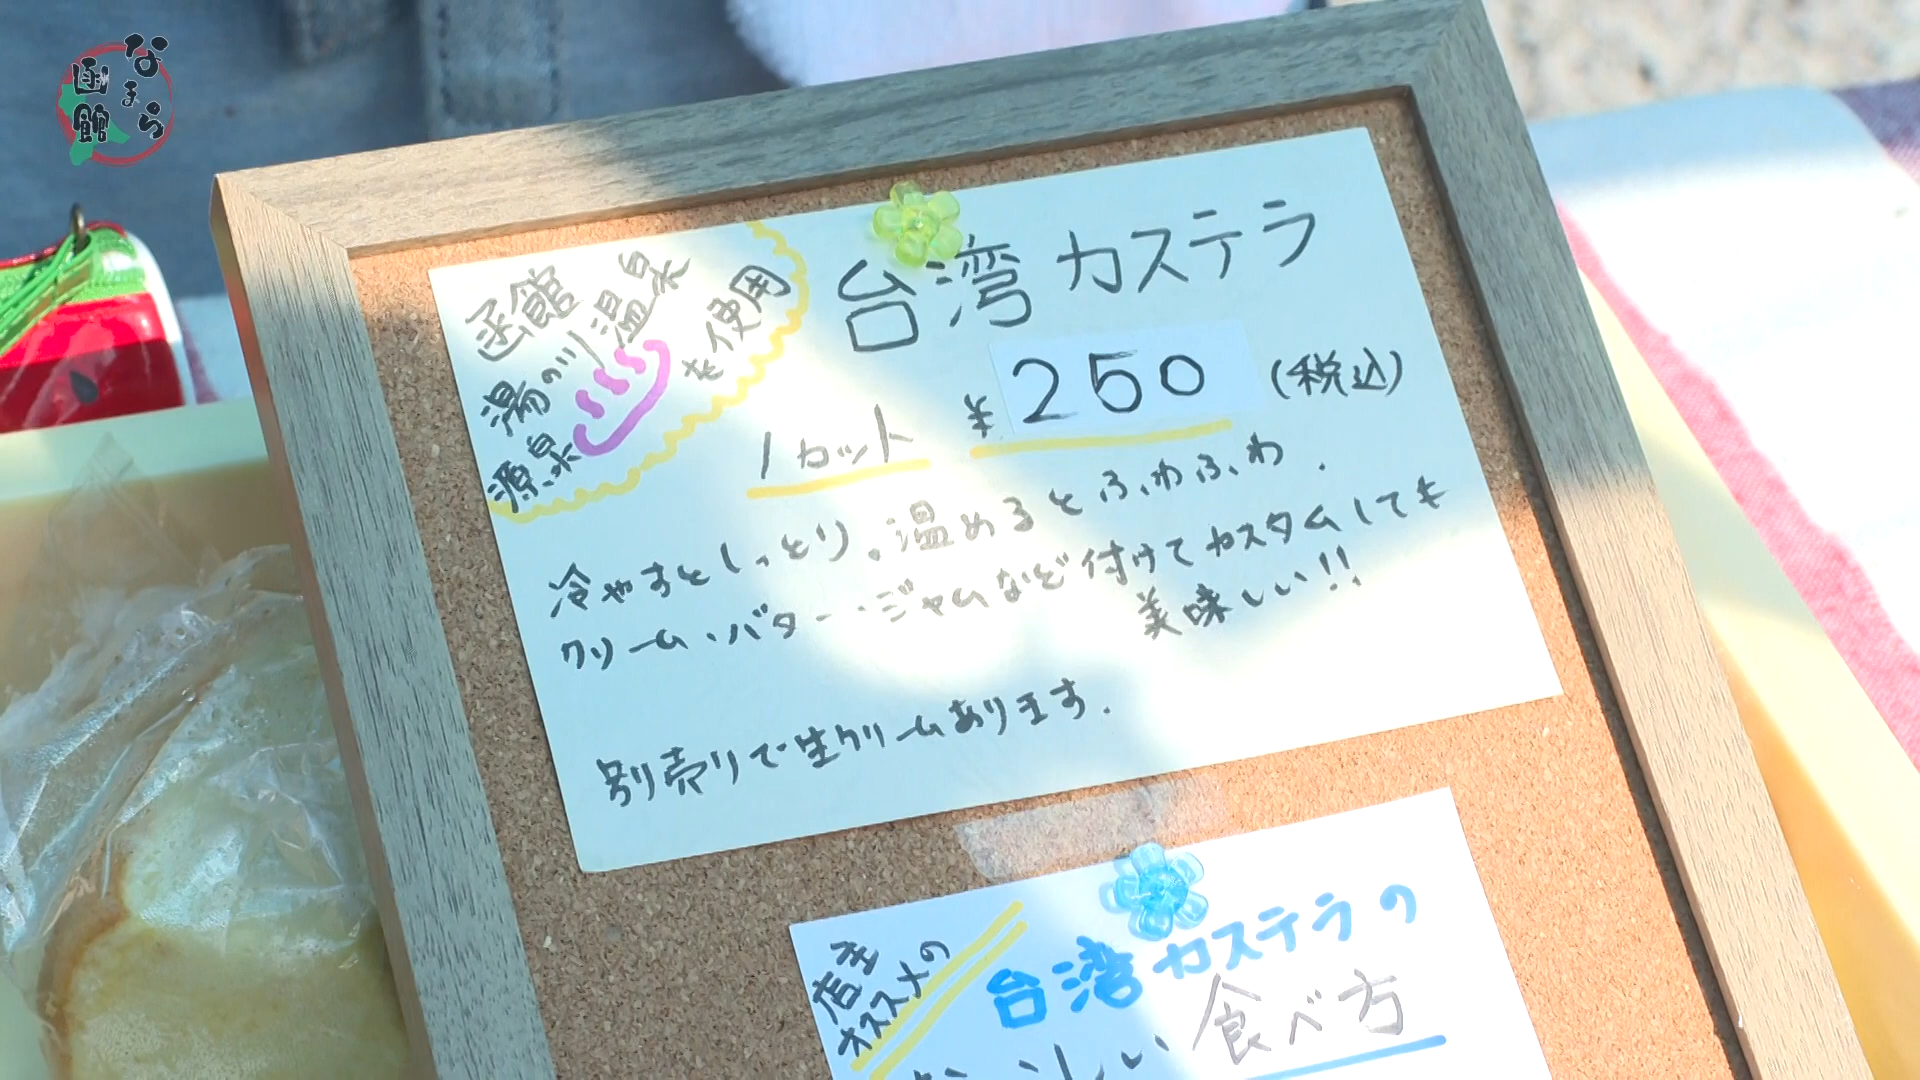 なまら
函館
函館
湯の川温泉
源泉を使用
台湾カステラ
1カット ¥250(税込)
冷やすとしっとり。温めるとふわふわ.
クリーム・バター・ジャムなど付けてカスタムしても
美味しい!!
別売りで生クリームあります.
店主
オススメの
台湾カステラの
おいしい食べ方